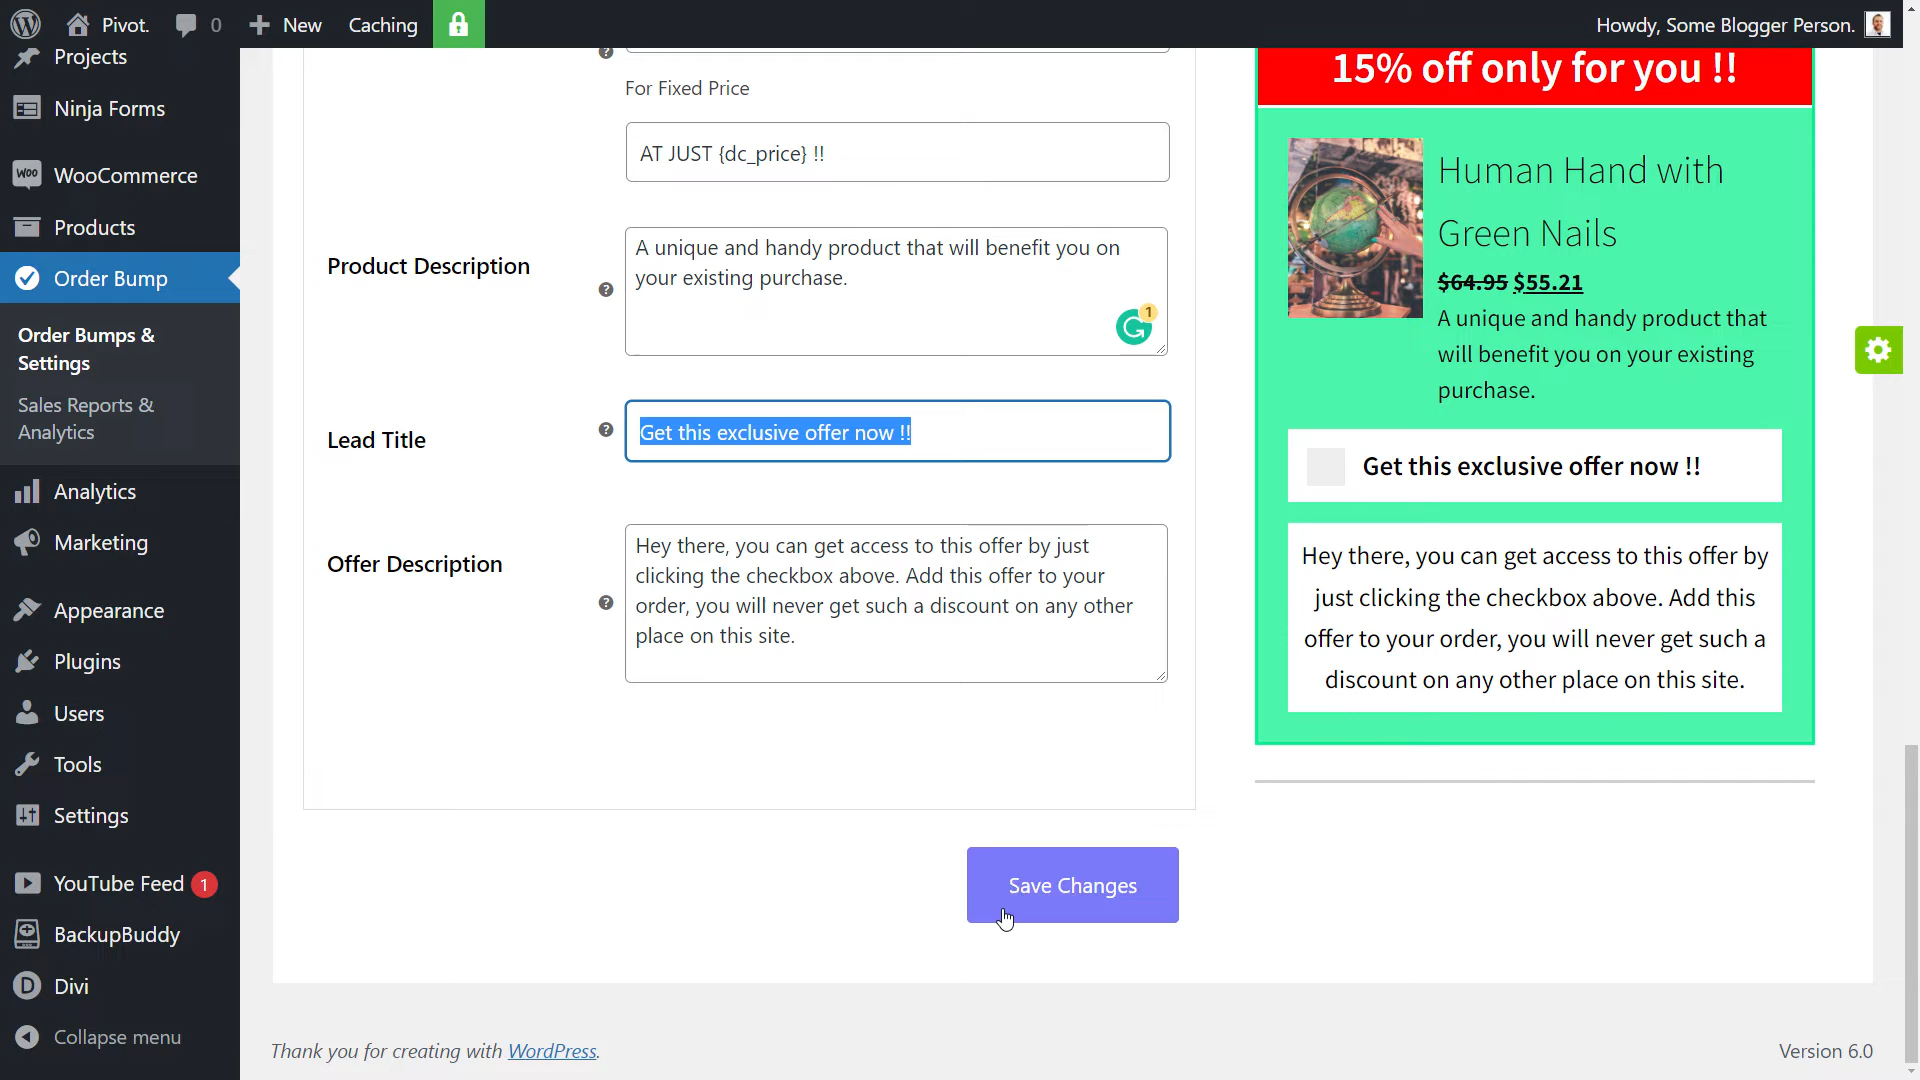 Pivot.
0
New
Caching
Howdy, Some Blogger Person.
Projects
Ninja Forms
WooCommerce
Products
Order Bump
Order Bumps &
Settings
Sales Reports &
Analytics
Analytics
Marketing
Appearance
Plugins
Users
Tools
Settings
YouTube Feed 1
BackupBuddy
Divi
Collapse menu
For Fixed Price
AT JUST {dc_price} !!
Product Description
A unique and handy product that will benefit you on
your existing purchase.
1
Lead Title
Get this exclusive offer now !!
Offer Description
Hey there, you can get access to this offer by just
clicking the checkbox above. Add this offer to your
order, you will never get such a discount on any other
place on this site.
Save Changes
15% off only for you !!
Human Hand with
Green Nails
$64.95 $55.21
A unique and handy product that
will benefit you on your existing
purchase.
Get this exclusive offer now !!
Hey there, you can get access to this offer by
just clicking the checkbox above. Add this
offer to your order, you will never get such a
discount on any other place on this site.
Thank you for creating with WordPress.
Version 6.0